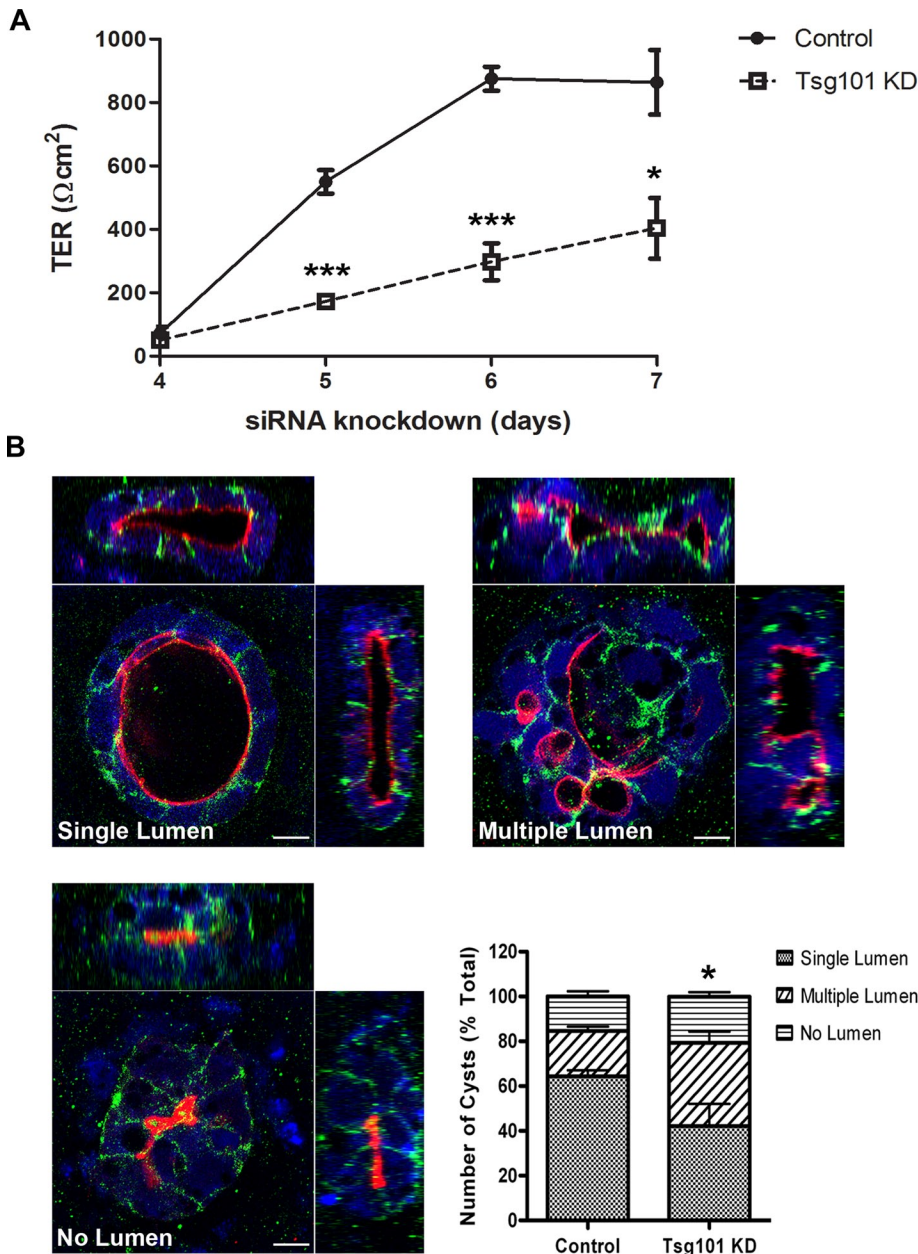 A
1000
800
600
400
200
0
TER (Ωcm²)
4 5 6 7
siRNA knockdown (days)
***
***
*
Control
Tsg101 KD
B
Single Lumen
Multiple Lumen
No Lumen
Number of Cysts (% Total)
120
100
80
60
40
20
0
*
Control Tsg101 KD
Single Lumen
Multiple Lumen
No Lumen